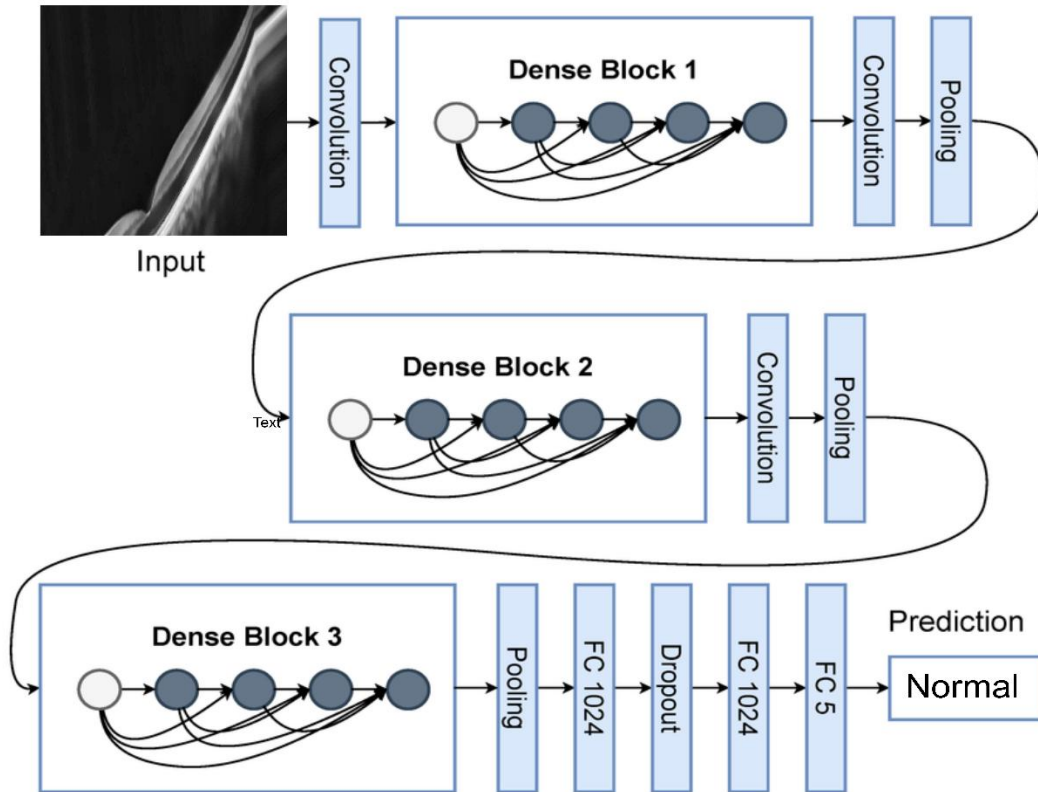 Convolution
Dense Block 1
Convolution
Pooling
Input
Dense Block 2
Text
Convolution
Pooling
Dense Block 3
Pooling
FC 1024
Dropout
FC 1024
FC 5
Prediction
Normal